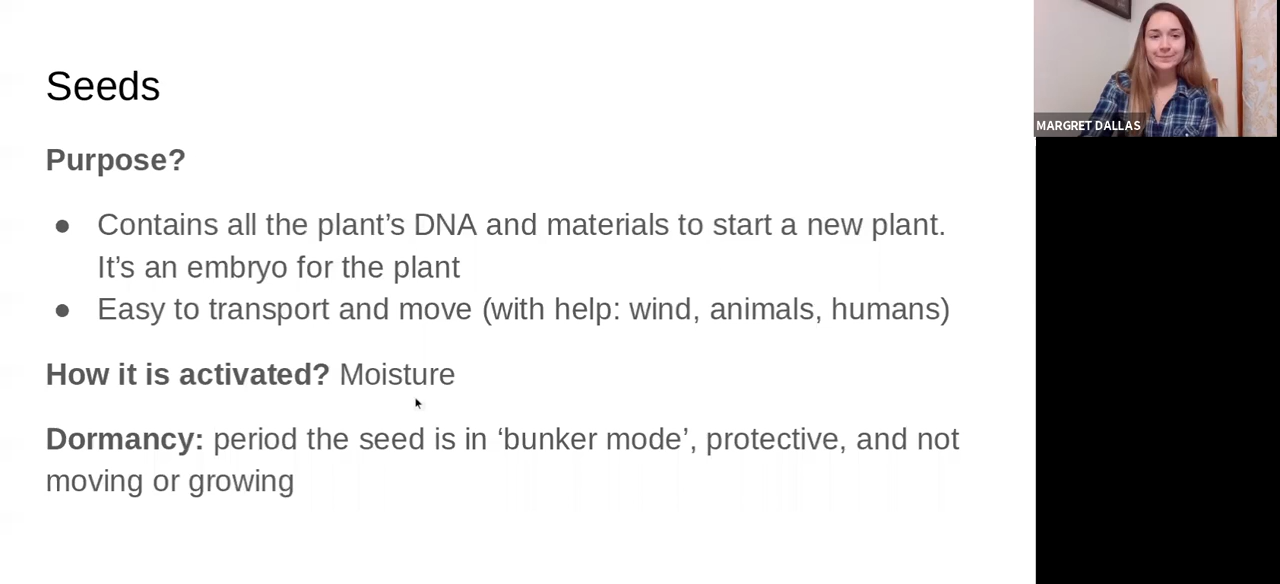 Seeds
Purpose?
● Contains all the plant’s DNA and materials to start a new plant.
It’s an embryo for the plant
● Easy to transport and move (with help: wind, animals, humans)
How it is activated? Moisture
Dormancy: period the seed is in ‘bunker mode’, protective, and not
moving or growing
MARGRET DALLAS